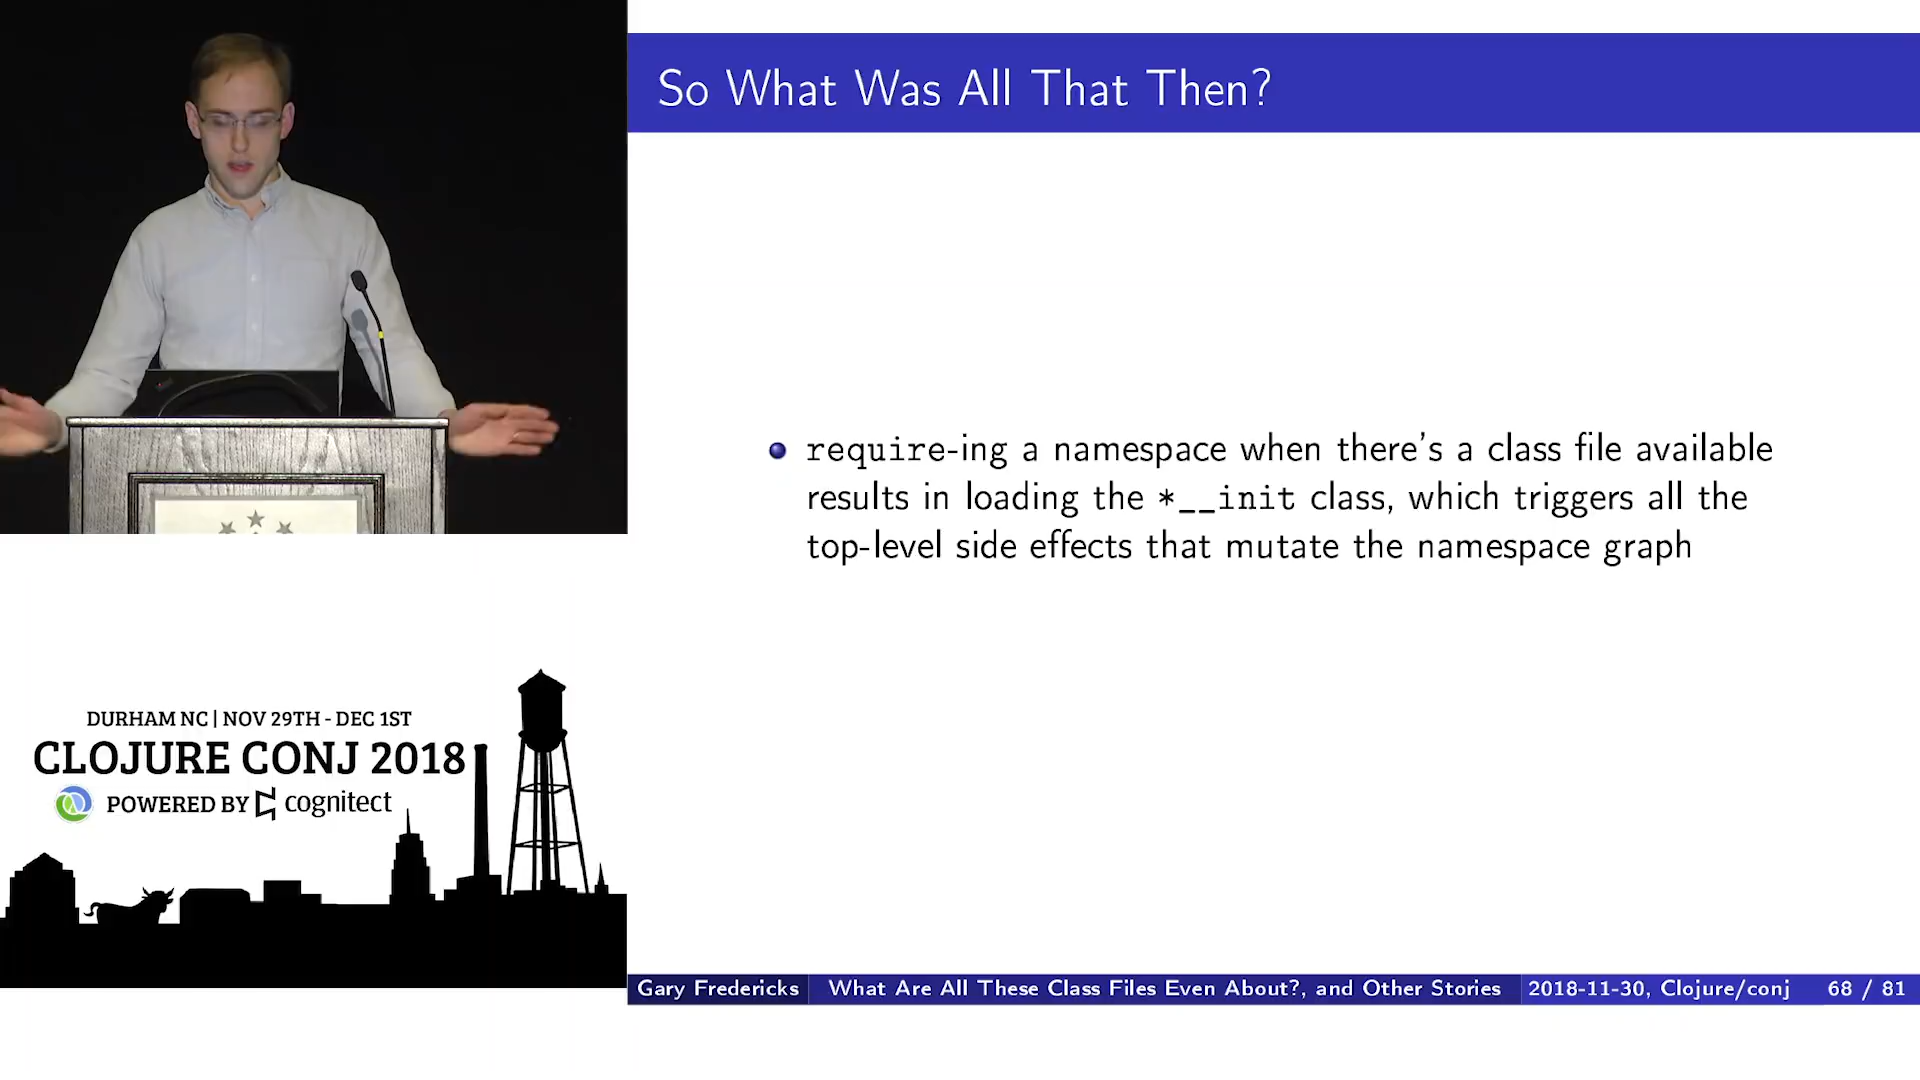 So What Was All That Then?
require-ing a namespace when there's a class file available
results in loading the *__init class, which triggers all the
top-level side effects that mutate the namespace graph
DURHAM NC | NOV 29TH - DEC 1ST
CLOJURE CONJ 2018
POWERED BY cognitect
Gary Fredericks What Are All These Class Files Even About?, and Other Stories 2018-11-30, Clojure/conj 68 / 81